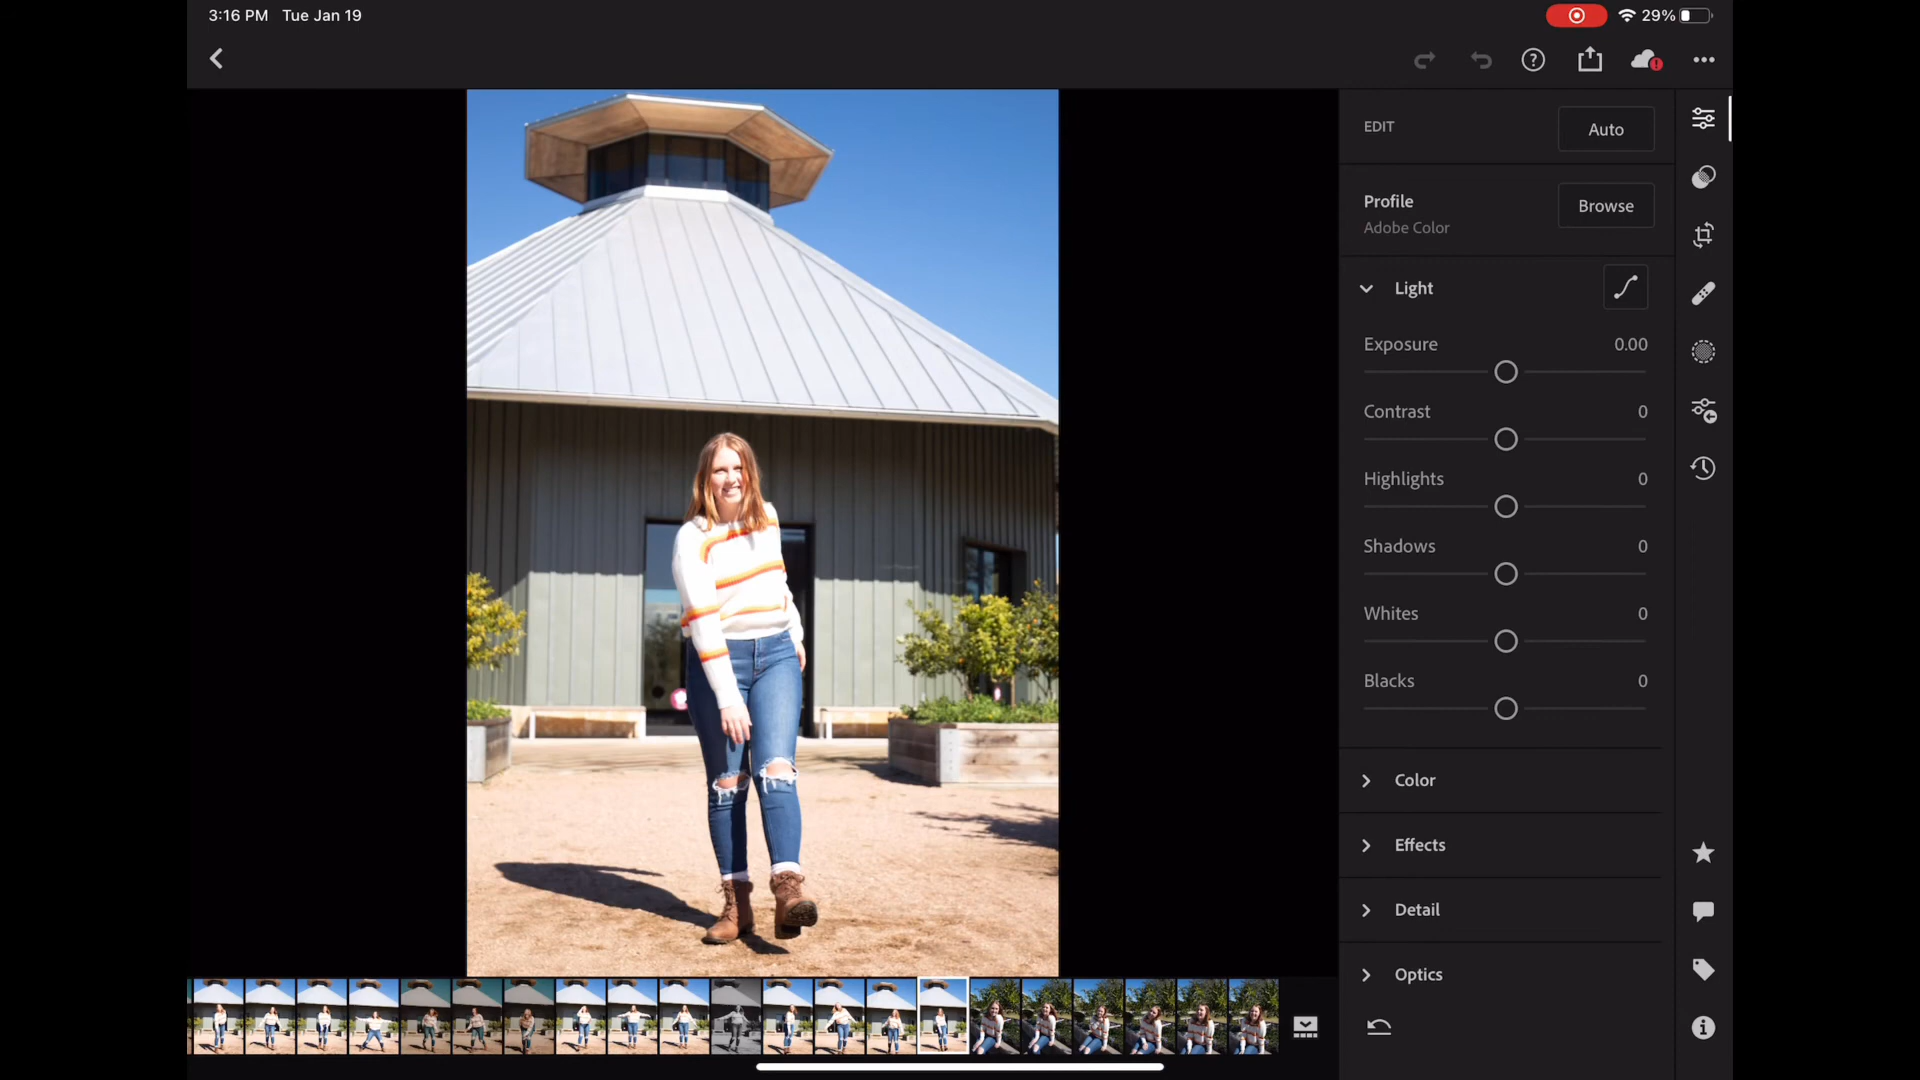 3:16 PM Tue Jan 19
29%
EDIT
Auto
Profile
Adobe Color
Browse
Light
Exposure 0.00
Contrast 0
Highlights 0
Shadows 0
Whites 0
Blacks 0
Color
Effects
Detail
Optics